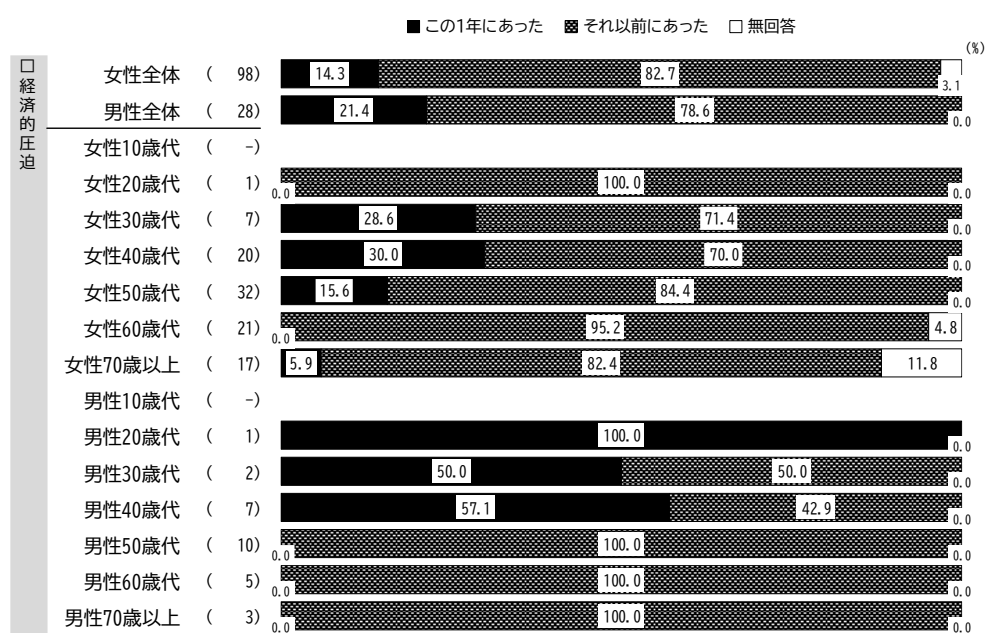 ■ この1年にあった ▩ それ以前にあった □ 無回答
(%)
□経済的圧迫
女性全体 ( 98) 14.3 82.7 3.1
男性全体 ( 28) 21.4 78.6 0.0
女性10歳代 ( -)
女性20歳代 ( 1) 0.0 100.0 0.0
女性30歳代 ( 7) 28.6 71.4 0.0
女性40歳代 ( 20) 30.0 70.0 0.0
女性50歳代 ( 32) 15.6 84.4 0.0
女性60歳代 ( 21) 0.0 95.2 4.8
女性70歳以上 ( 17) 5.9 82.4 11.8
男性10歳代 ( -)
男性20歳代 ( 1) 100.0 0.0
男性30歳代 ( 2) 50.0 50.0 0.0
男性40歳代 ( 7) 57.1 42.9 0.0
男性50歳代 ( 10) 0.0 100.0 0.0
男性60歳代 ( 5) 0.0 100.0 0.0
男性70歳以上 ( 3) 0.0 100.0 0.0